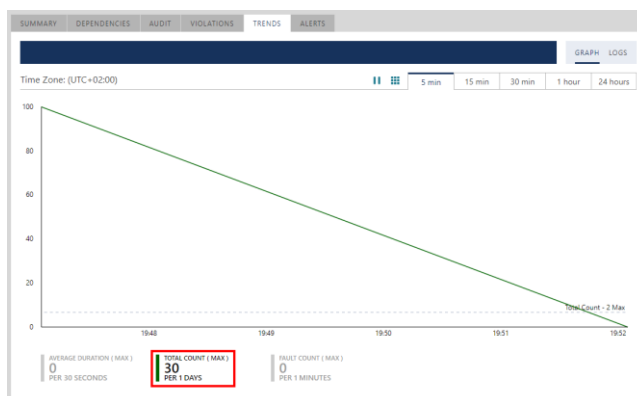 SUMMARY DEPENDENCIES AUDIT VIOLATIONS TRENDS ALERTS
GRAPH LOGS
Time Zone: (UTC+02:00)
5 min 15 min 30 min 1 hour 24 hours
100
80
60
40
20
Total Count - 2 Max
0
19:48 19:49 19:50 19:51 19:52
AVERAGE DURATION ( MAX ) TOTAL COUNT ( MAX ) FAULT COUNT ( MAX )
0 30 0
PER 30 SECONDS PER 1 DAYS PER 1 MINUTES